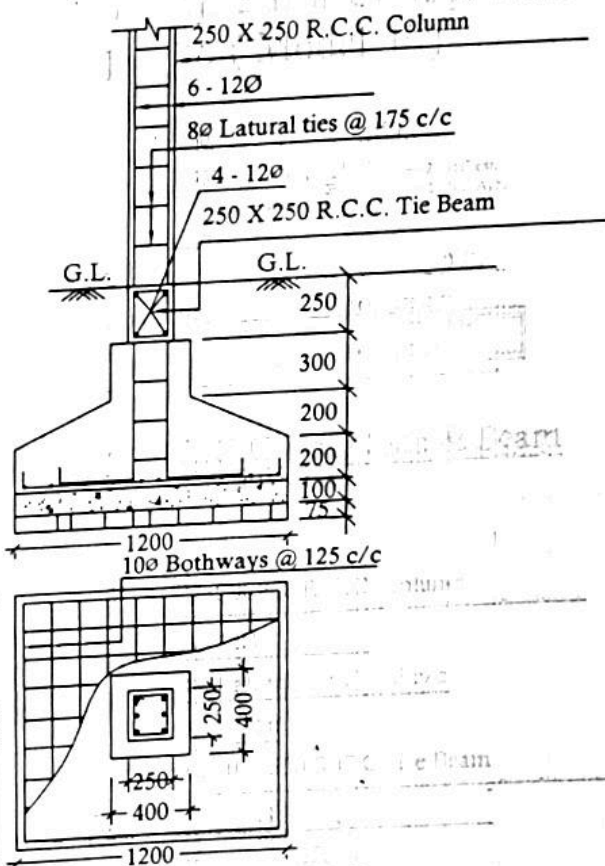 250 X 250 R.C.C. Column
6 - 12Ø
8ø Latural ties @ 175 c/c
4 - 12ø
250 X 250 R.C.C. Tie Beam
G.L.
G.L.
250
300
200
200
100
75
1200
10ø Bothways @ 125 c/c
250
400
250
400
1200